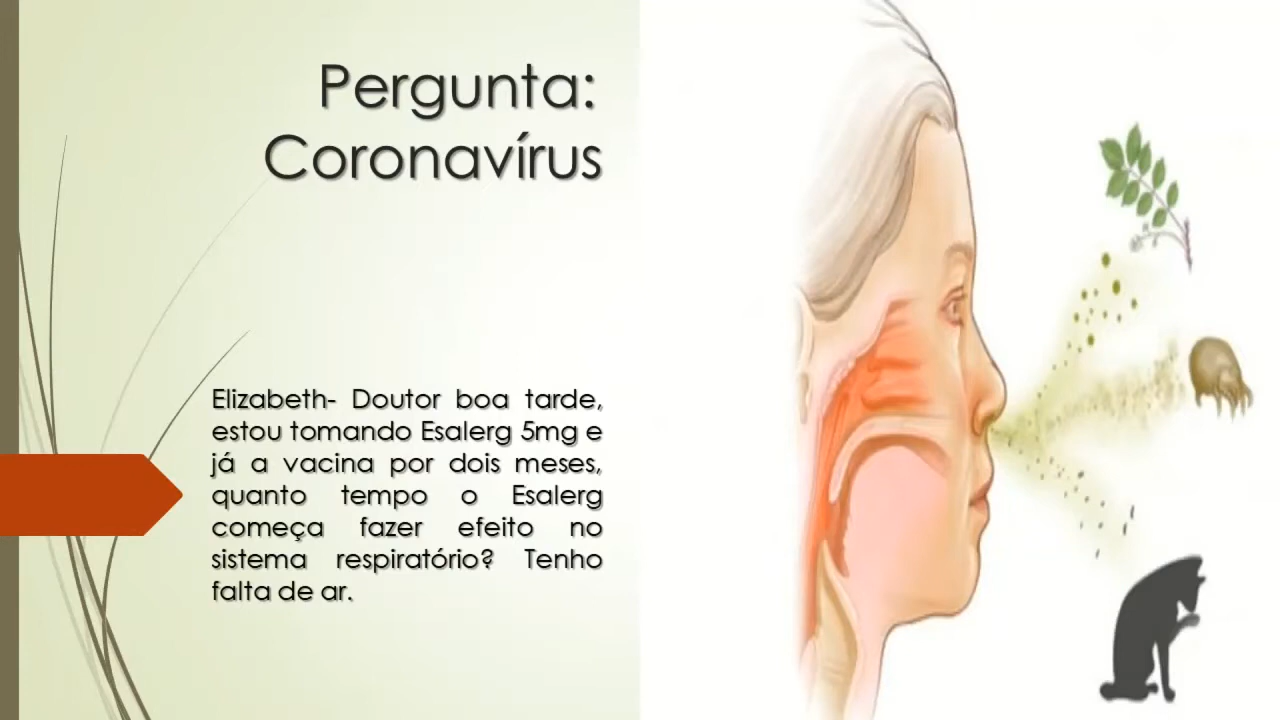 Pergunta:
Coronavírus
Elizabeth- Doutor boa tarde,
estou tomando Esalerg 5mg e
já a vacina por dois meses,
quanto tempo o Esalerg
começa fazer efeito no
sistema respiratório? Tenho
falta de ar.